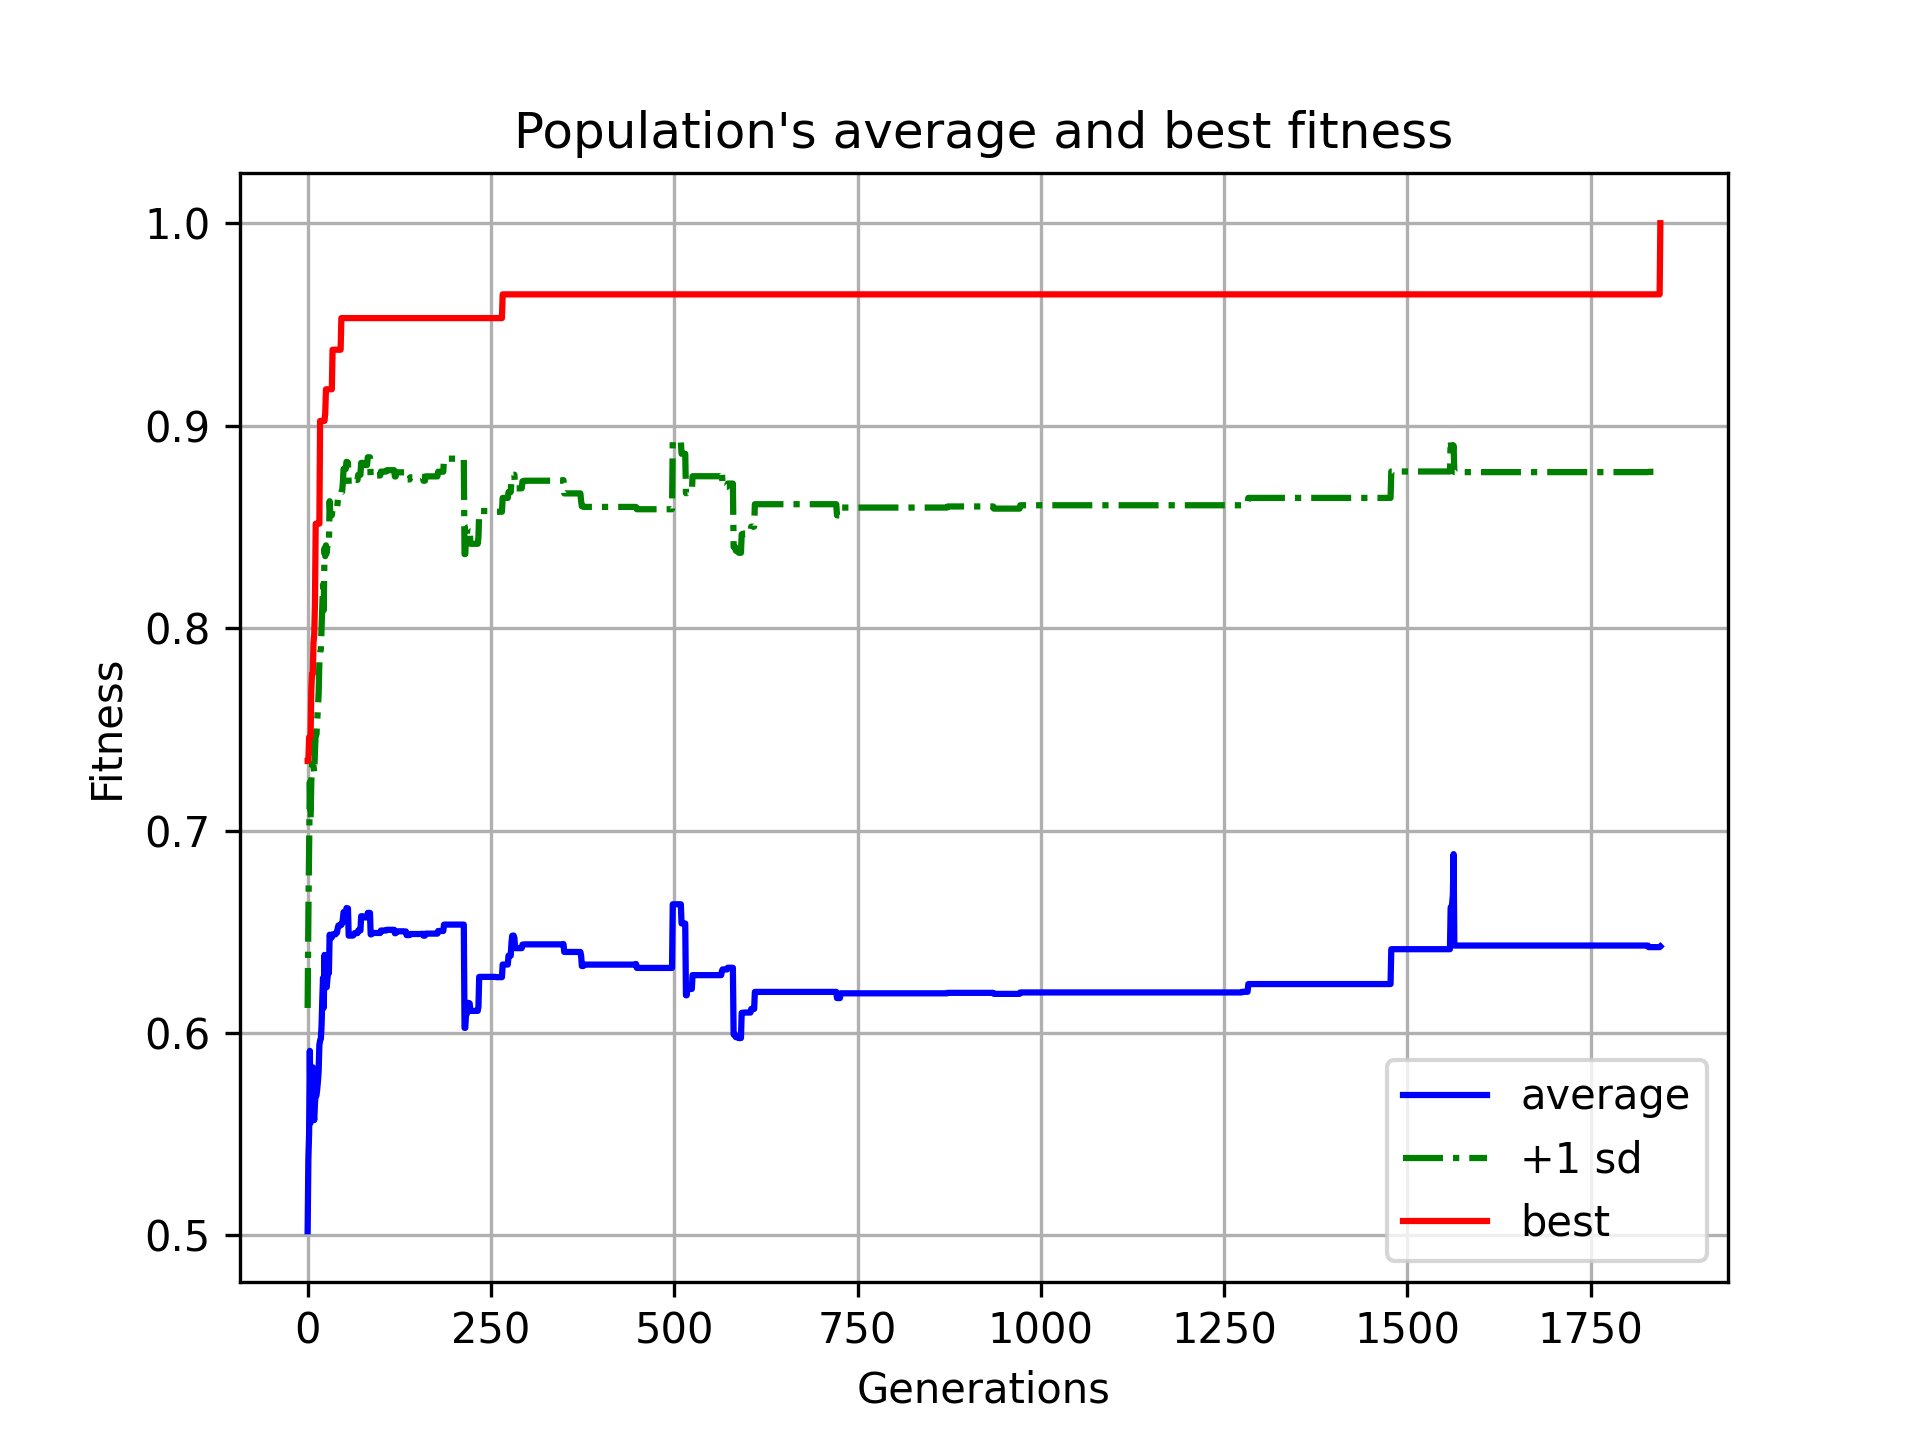 Population's average and best fitness
1.0
0.9
0.8
0.7
0.6
0.5
Fitness
average
+1 sd
best
0 250 500 750 1000 1250 1500 1750
Generations